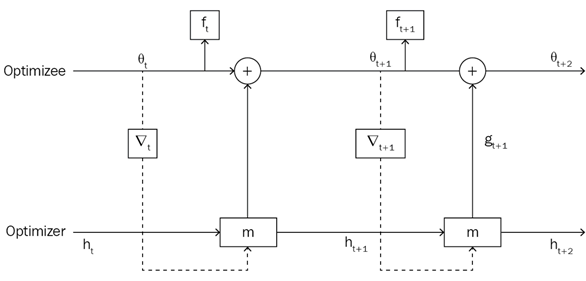 f_t
f_{t+1}
Optimizee
θ_t
+
θ_{t+1}
+
θ_{t+2}
∇_t
∇_{t+1}
g_{t+1}
Optimizer
h_t
m
h_{t+1}
m
h_{t+2}